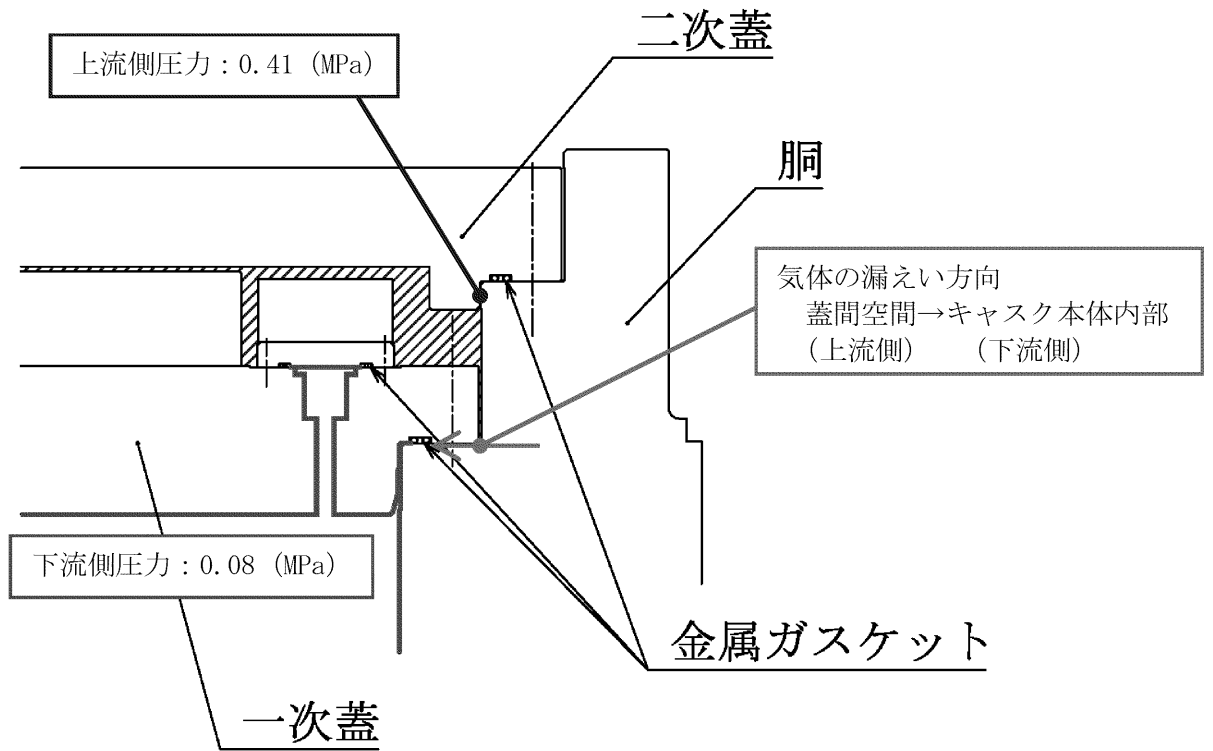 二次蓋
上流側圧力：0.41 (MPa)
胴
気体の漏えい方向
蓋間空間→キャスク本体内部
（上流側）　（下流側）
下流側圧力：0.08 (MPa)
金属ガスケット
一次蓋